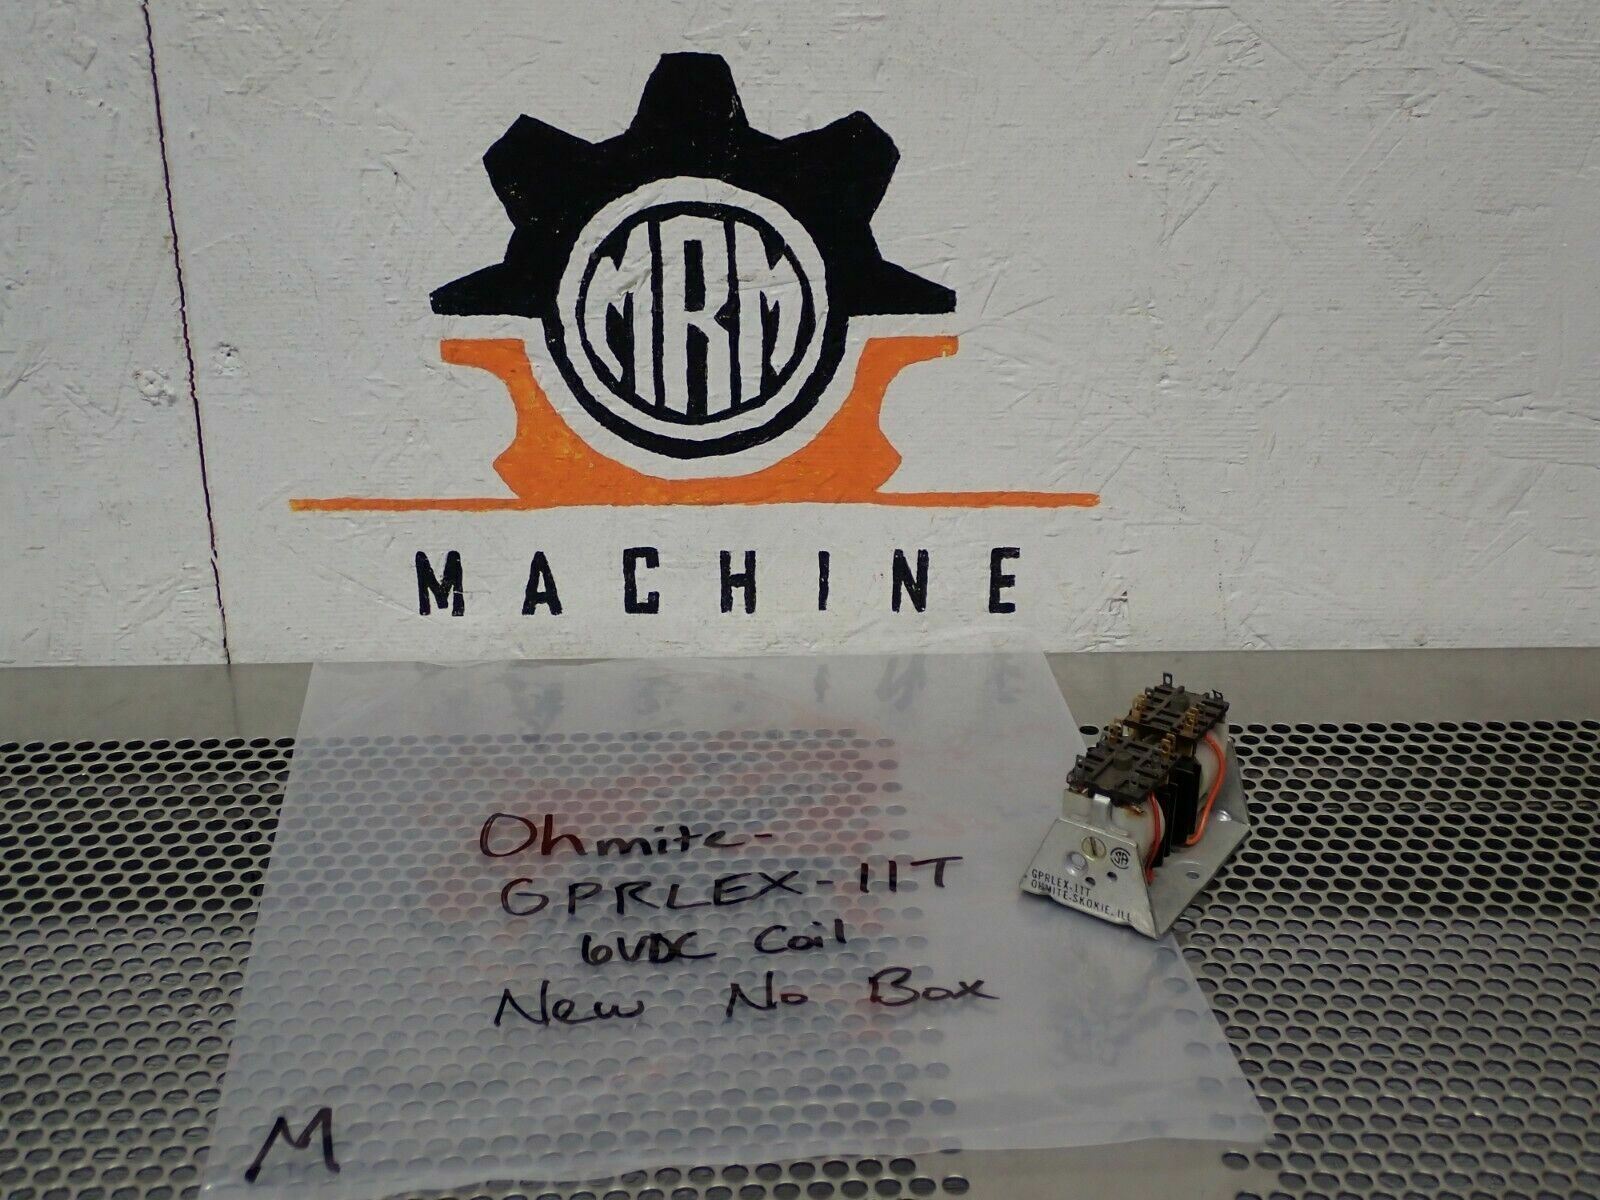 MRM
MACHINE
Ohmite-
GPRLEX-11T
6VDC Coil
New No Box
M
GPRLEX-11T
OHMITE-SKOKIE, ILL